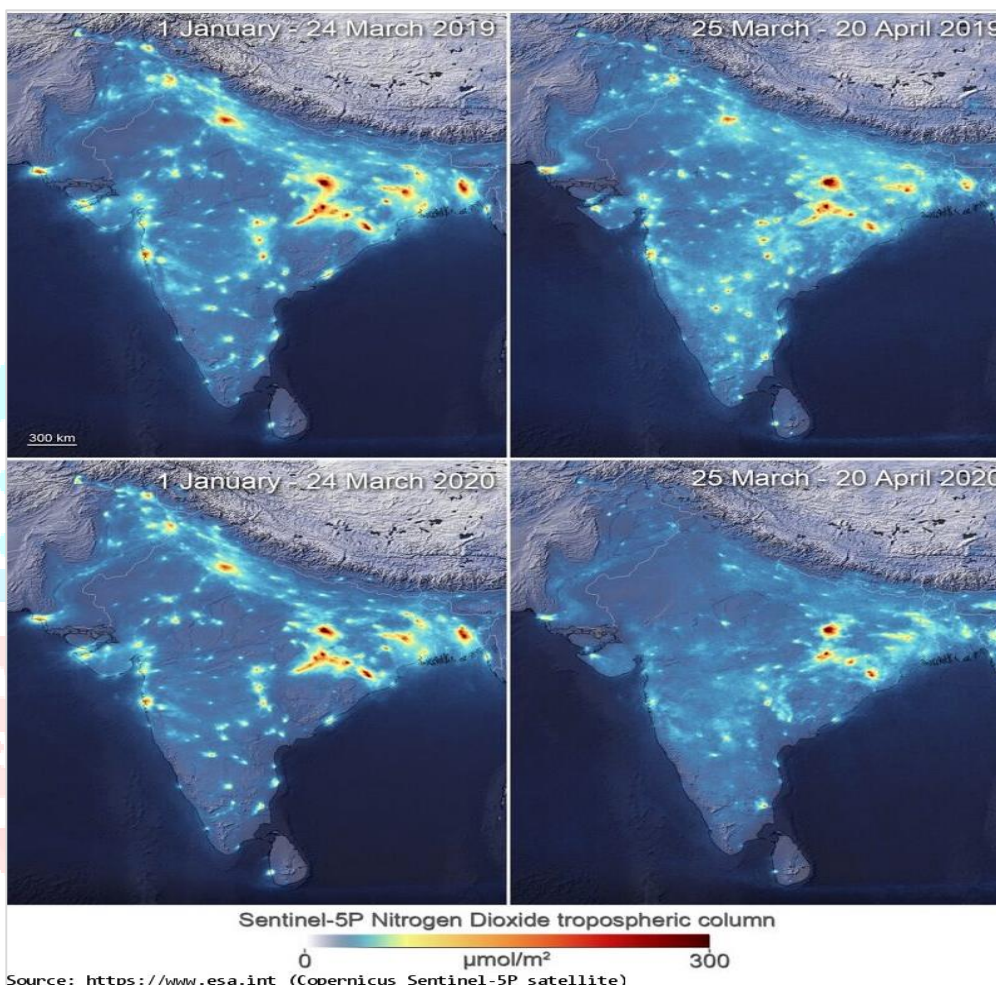 1 January - 24 March 2019
25 March - 20 April 2019
300 km
1 January - 24 March 2020
25 March - 20 April 2020
Sentinel-5P Nitrogen Dioxide tropospheric column
0 µmol/m² 300
Source: https://www.esa.int (Copernicus Sentinel-5P satellite)